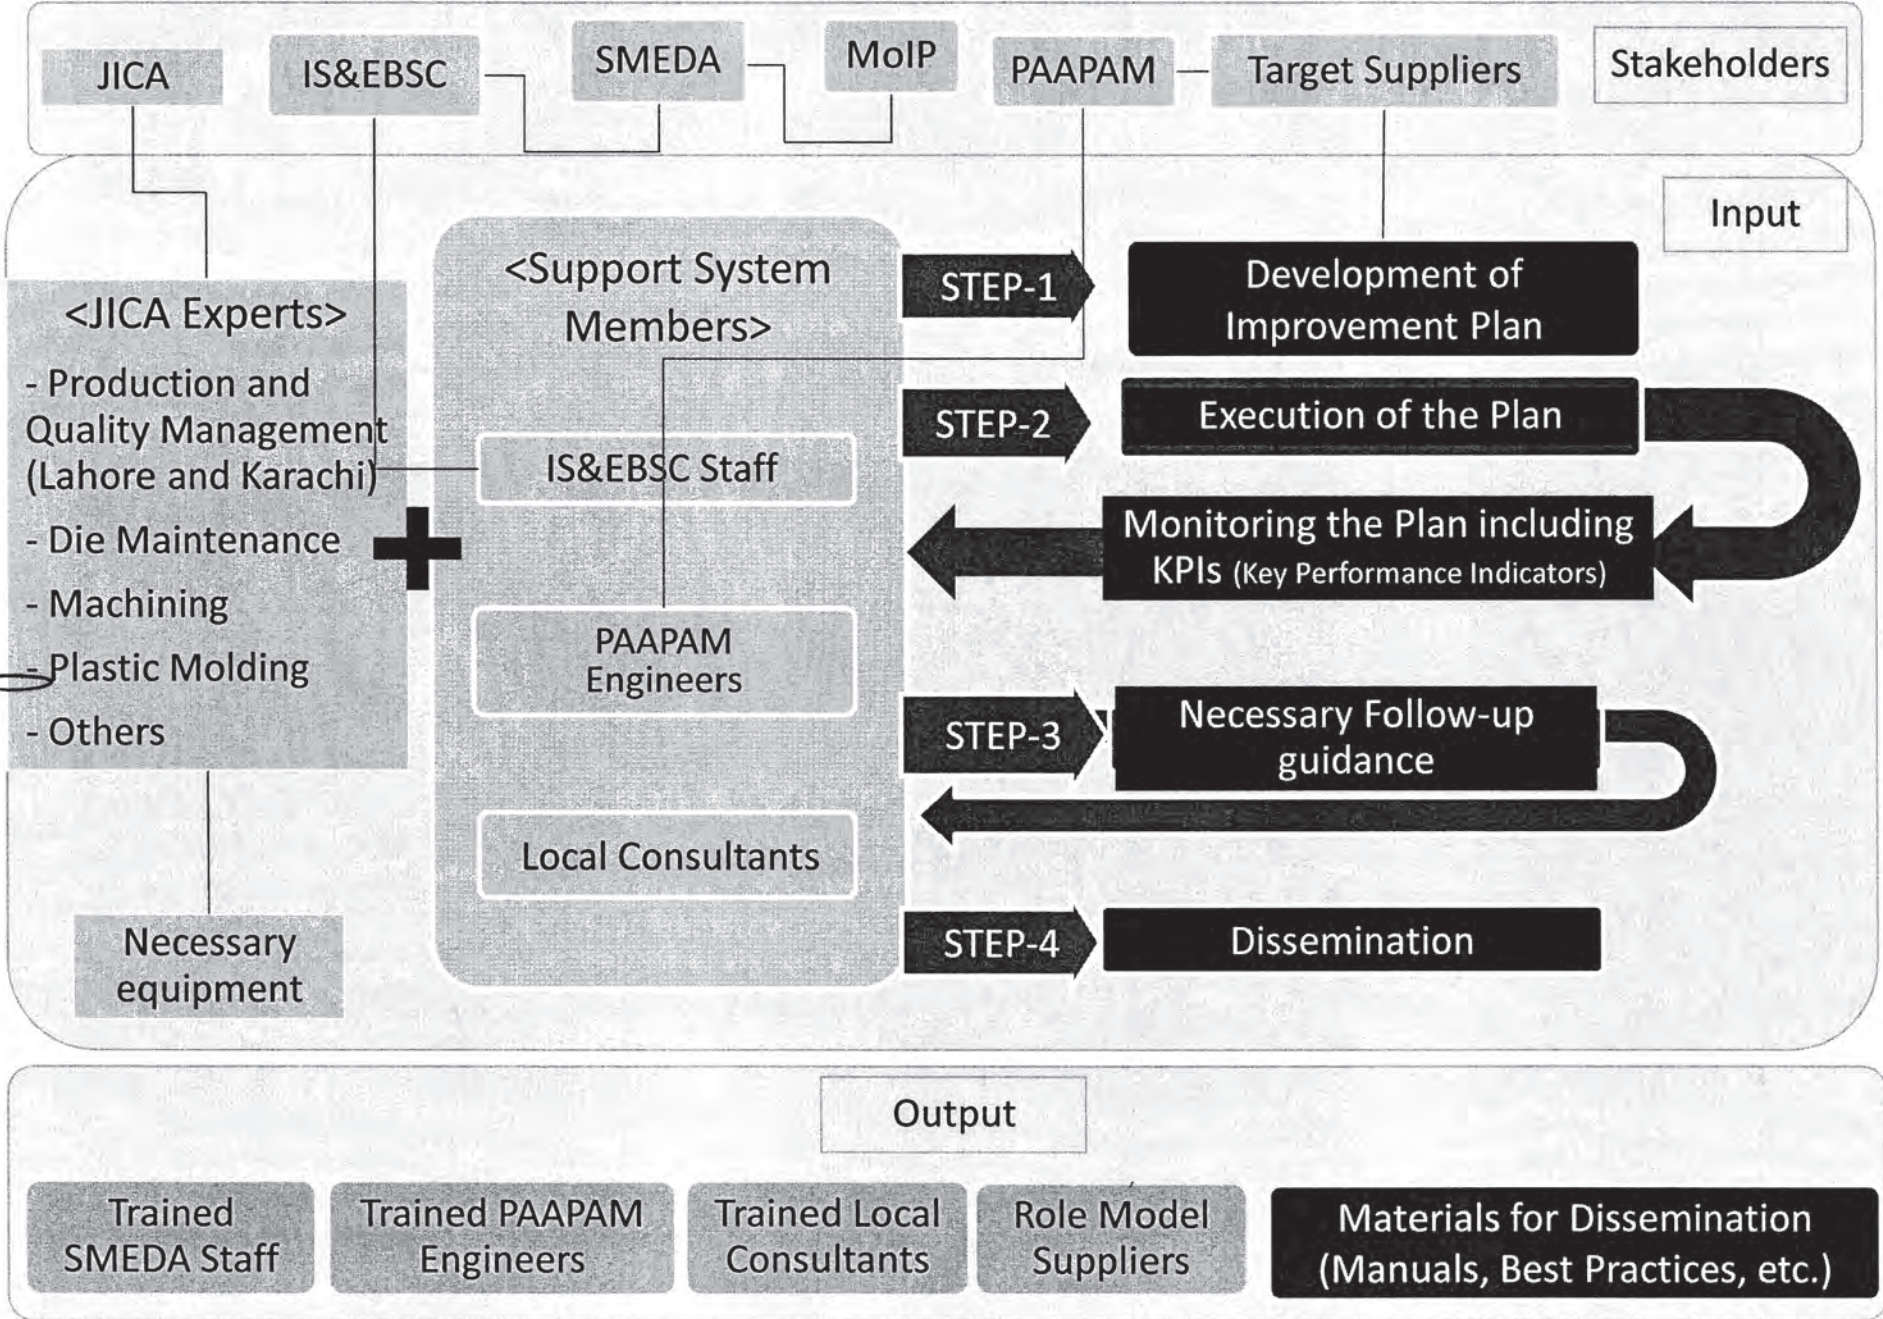 JICA
IS&EBSC
SMEDA
MoIP
PAAPAM
Target Suppliers
Stakeholders
Input
<JICA Experts>
- Production and
Quality Management
(Lahore and Karachi)
- Die Maintenance
- Machining
- Plastic Molding
- Others
Necessary
equipment
<Support System
Members>
IS&EBSC Staff
PAAPAM
Engineers
Local Consultants
STEP-1
Development of
Improvement Plan
STEP-2
Execution of the Plan
Monitoring the Plan including
KPIs (Key Performance Indicators)
STEP-3
Necessary Follow-up
guidance
STEP-4
Dissemination
Output
Trained
SMEDA Staff
Trained PAAPAM
Engineers
Trained Local
Consultants
Role Model
Suppliers
Materials for Dissemination
(Manuals, Best Practices, etc.)